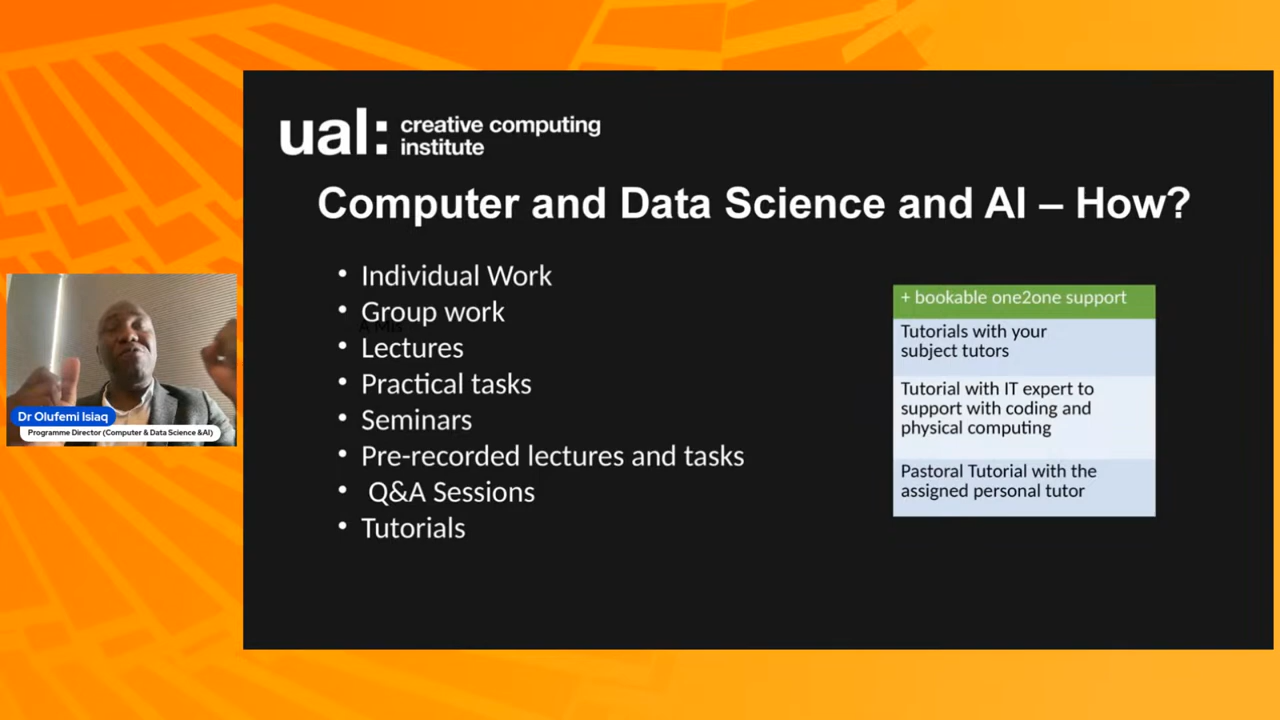 ual: creative computing
institute
Computer and Data Science and AI – How?
• Individual Work
• Group work
• Lectures
• Practical tasks
• Seminars
• Pre-recorded lectures and tasks
• Q&A Sessions
• Tutorials
+ bookable one2one support
Tutorials with your
subject tutors
Tutorial with IT expert to
support with coding and
physical computing
Pastoral Tutorial with the
assigned personal tutor
Dr Olufemi Isiaq
Programme Director (Computer & Data Science &AI)